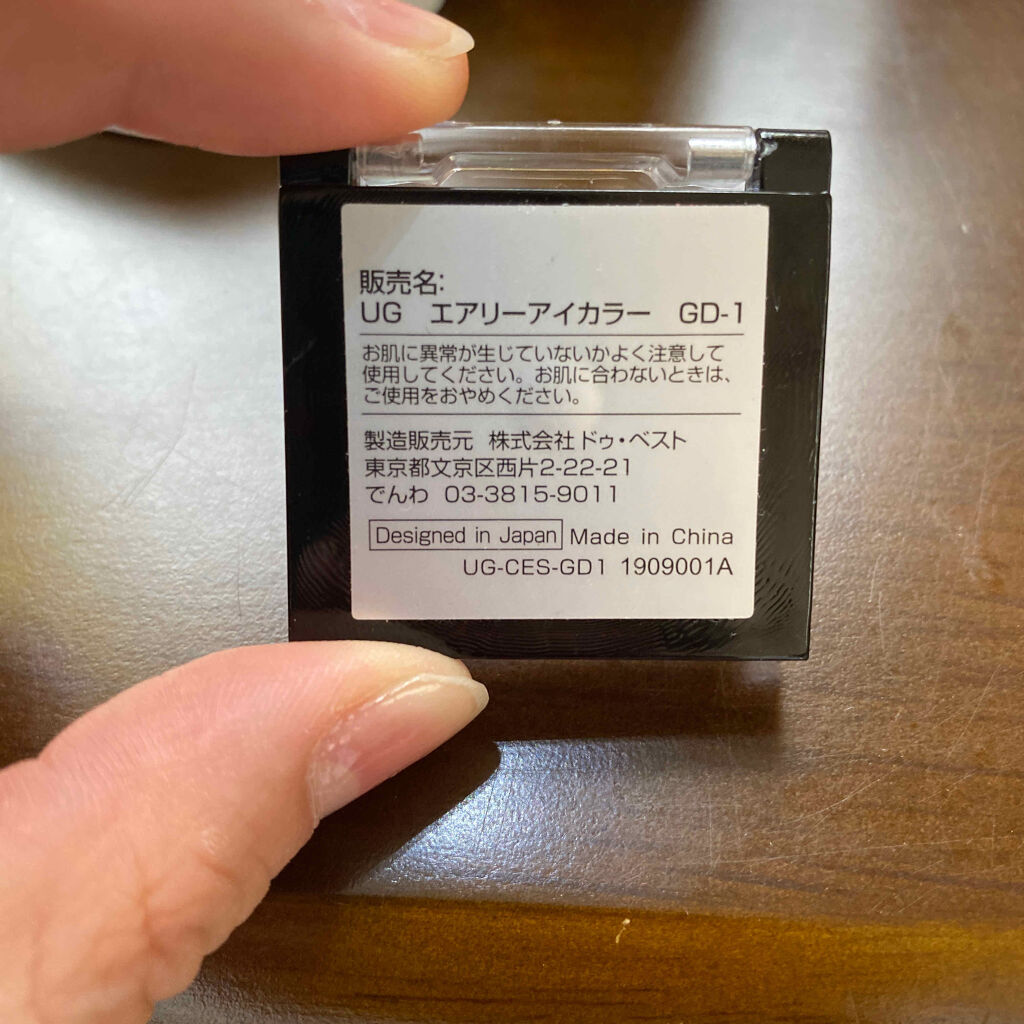 販売名:
UG エアリーアイカラー GD-1
お肌に異常が生じていないかよく注意して
使用してください。お肌に合わないときは、
ご使用をおやめください。
製造販売元 株式会社ドゥ・ベスト
東京都文京区西片2-22-21
でんわ 03-3815-9011
Designed in Japan Made in China
UG-CES-GD1 1909001A